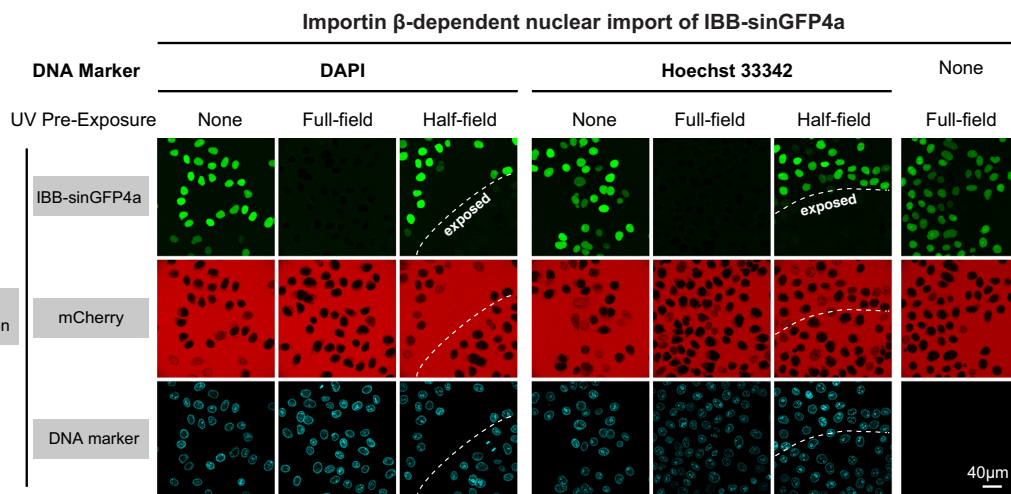 Importin β-dependent nuclear import of IBB-sinGFP4a
DNA Marker DAPI Hoechst 33342 None
UV Pre-Exposure None Full-field Half-field None Full-field Half-field Full-field
IBB-sinGFP4a
exposed
exposed
mCherry
n
DNA marker
40μm